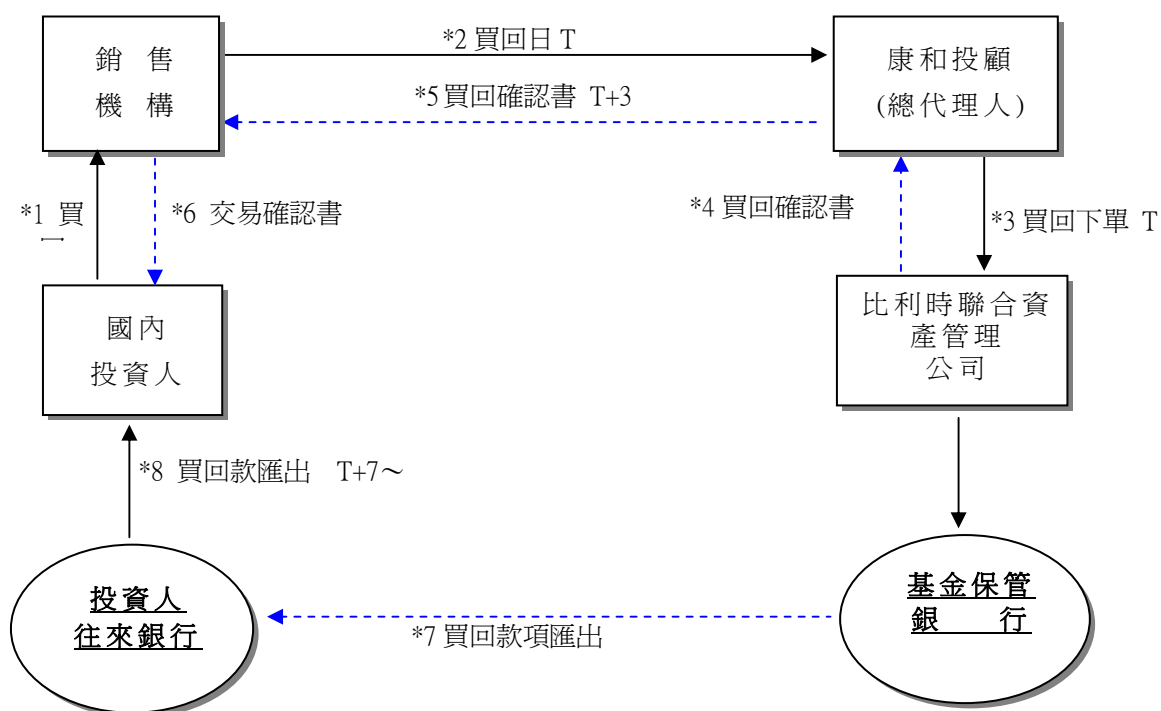 銷 售
機 構
*2 買回日 T
*5 買回確認書 T+3
康和投顧
(總代理人)
*1 買
*6 交易確認書
*4 買回確認書
*3 買回下單 T
國內
投資人
比利時聯合資
產管理
公司
*8 買回款匯出 T+7～
投資人
往來銀行
*7 買回款項匯出
基金保管
銀 行